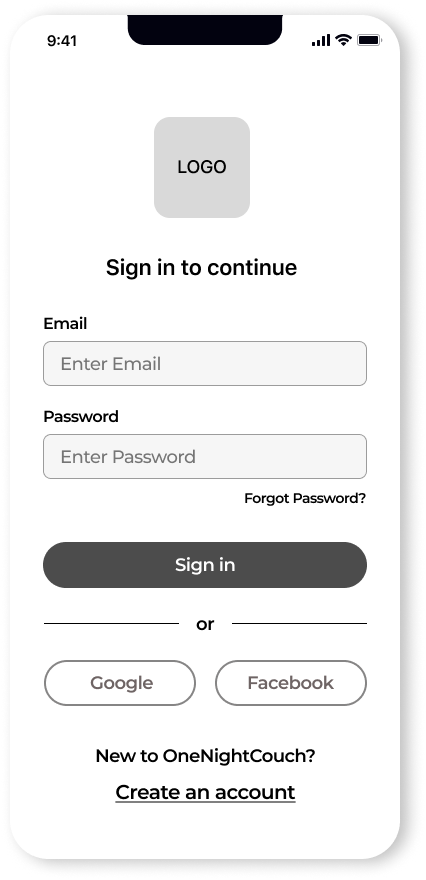 9:41
LOGO
Sign in to continue
Email
Enter Email
Password
Enter Password
Forgot Password?
Sign in
or
Google
Facebook
New to OneNightCouch?
Create an account